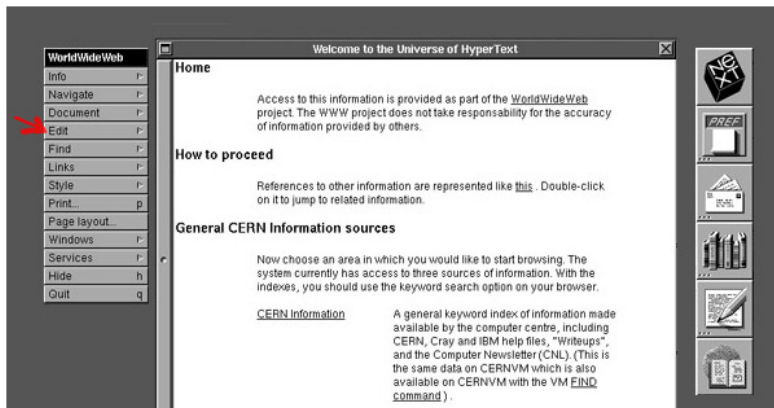 WorldWideWeb
Info
Navigate
Document
Edit
Find
Links
Style
Print... p
Page layout...
Windows
Services
Hide h
Quit q
Welcome to the Universe of HyperText
Home
Access to this information is provided as part of the WorldWideWeb
project. The WWW project does not take responsability for the accuracy
of information provided by others.
How to proceed
References to other information are represented like this . Double-click
on it to jump to related information.
General CERN Information sources
Now choose an area in which you would like to start browsing. The
system currently has access to three sources of information. With the
indexes, you should use the keyword search option on your browser.
CERN Information
A general keyword index of information made
available by the computer centre, including
CERN, Cray and IBM help files, "Writeups",
and the Computer Newsletter (CNL). (This is
the same data on CERNVM which is also
available on CERNVM with the VM FIND
command ) .
NeXT
PREF